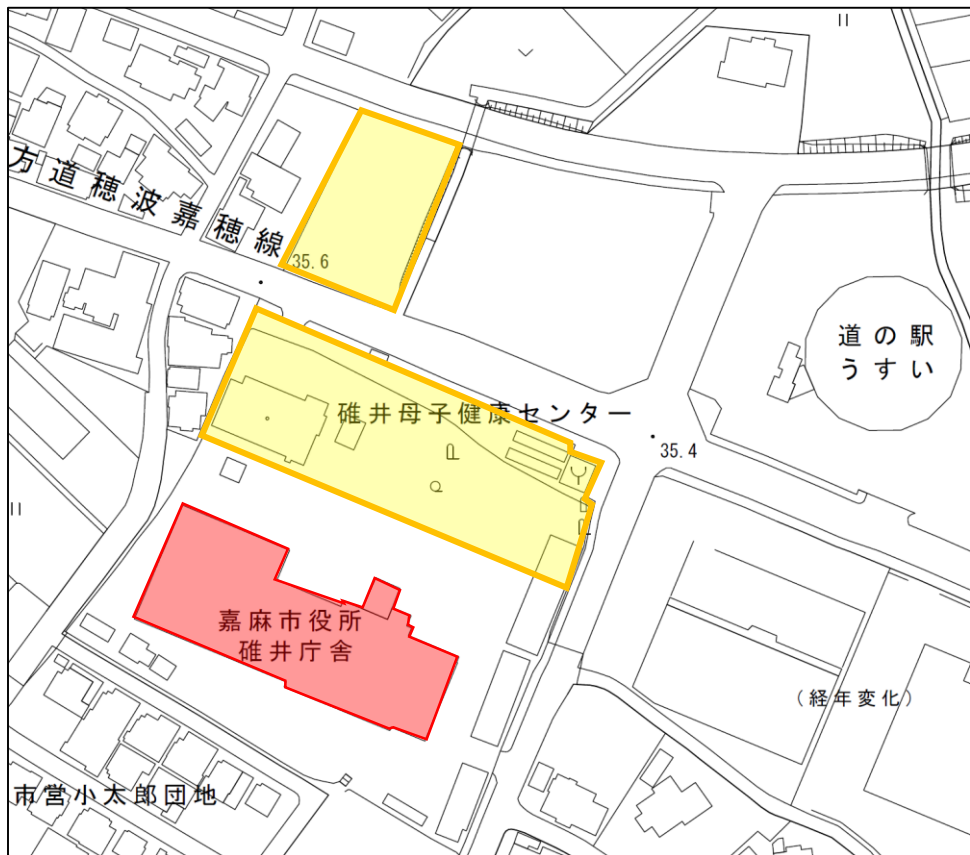 方道穂波嘉穂線
35.6
道の駅
うすい
碓井母子健康センター
35.4
嘉麻市役所
碓井庁舎
(経年変化)
市営小太郎団地